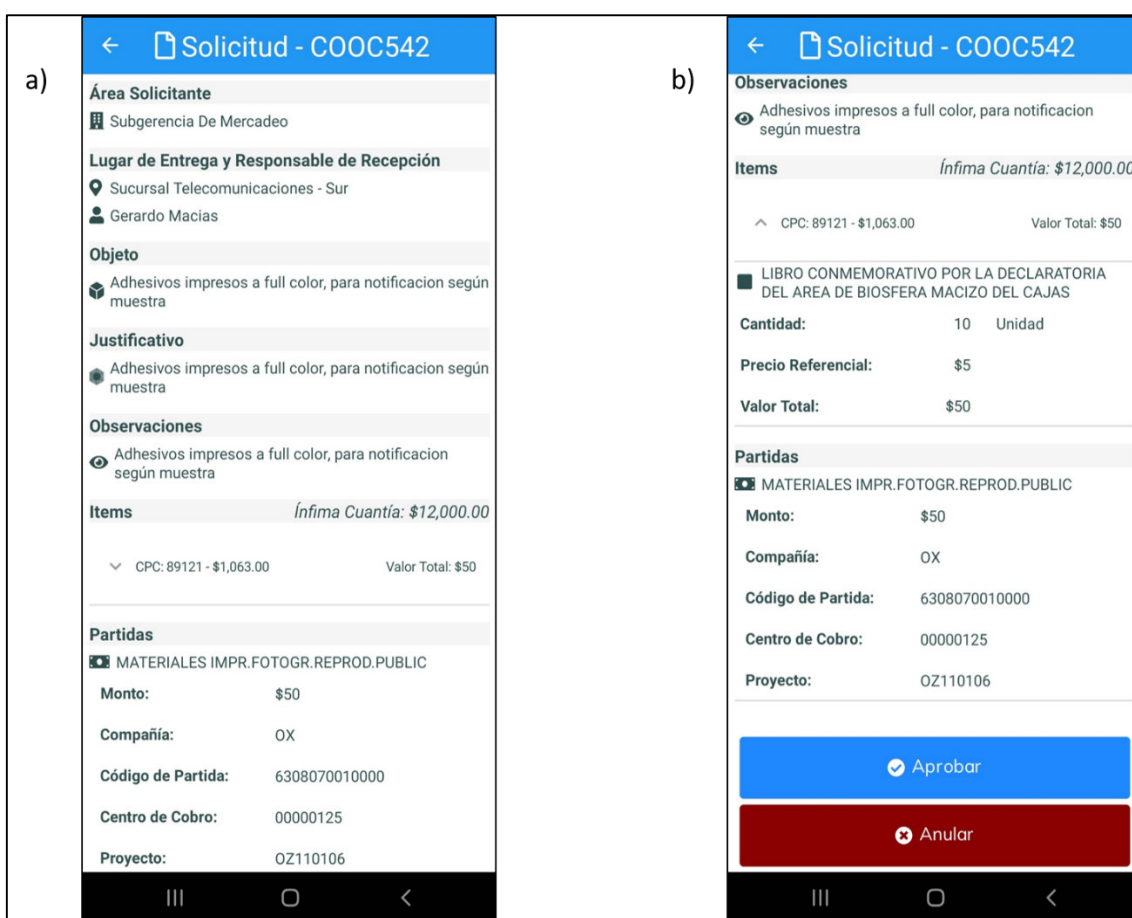 a)
Solicitud - COOC542
Área Solicitante
Subgerencia De Mercadeo
Lugar de Entrega y Responsable de Recepción
Sucursal Telecomunicaciones - Sur
Gerardo Macias
Objeto
Adhesivos impresos a full color, para notificacion según
muestra
Justificativo
Adhesivos impresos a full color, para notificacion según
muestra
Observaciones
Adhesivos impresos a full color, para notificacion
según muestra
Items Ínfima Cuantía: $12,000.00
CPC: 89121 - $1,063.00 Valor Total: $50
Partidas
MATERIALES IMPR.FOTOGR.REPROD.PUBLIC
Monto: $50
Compañía: OX
Código de Partida: 6308070010000
Centro de Cobro: 00000125
Proyecto: OZ110106
b)
Solicitud - COOC542
Observaciones
Adhesivos impresos a full color, para notificacion
según muestra
Items Ínfima Cuantía: $12,000.00
CPC: 89121 - $1,063.00 Valor Total: $50
LIBRO CONMEMORATIVO POR LA DECLARATORIA
DEL AREA DE BIOSFERA MACIZO DEL CAJAS
Cantidad: 10 Unidad
Precio Referencial: $5
Valor Total: $50
Partidas
MATERIALES IMPR.FOTOGR.REPROD.PUBLIC
Monto: $50
Compañía: OX
Código de Partida: 6308070010000
Centro de Cobro: 00000125
Proyecto: OZ110106
Aprobar
Anular